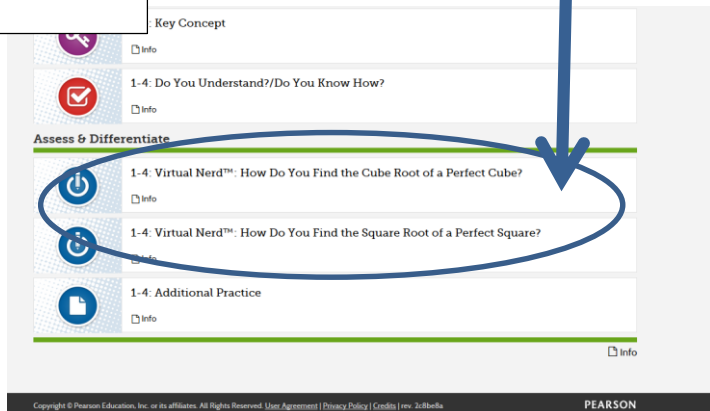 : Key Concept
Info
1-4: Do You Understand?/Do You Know How?
Info
Assess & Differentiate
1-4: Virtual Nerd™: How Do You Find the Cube Root of a Perfect Cube?
Info
1-4: Virtual Nerd™: How Do You Find the Square Root of a Perfect Square?
Info
1-4: Additional Practice
Info
Info
Copyright © Pearson Education, Inc. or its affiliates. All Rights Reserved. User Agreement | Privacy Policy | Credits | rev. 2c8be8a
PEARSON